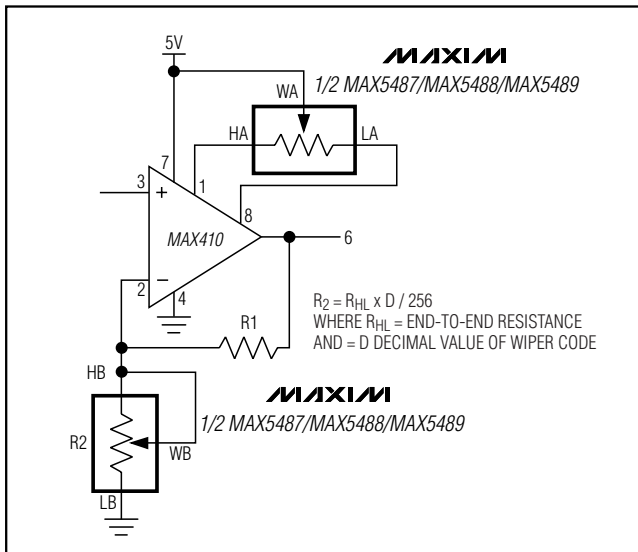 5V
MAXIM
1/2 MAX5487/MAX5488/MAX5489
WA
HA
LA
7
1
3
+
8
MAX410
6
2
−
4
R1
R2 = RHL x D / 256
WHERE RHL = END-TO-END RESISTANCE
AND = D DECIMAL VALUE OF WIPER CODE
HB
MAXIM
1/2 MAX5487/MAX5488/MAX5489
R2
WB
LB